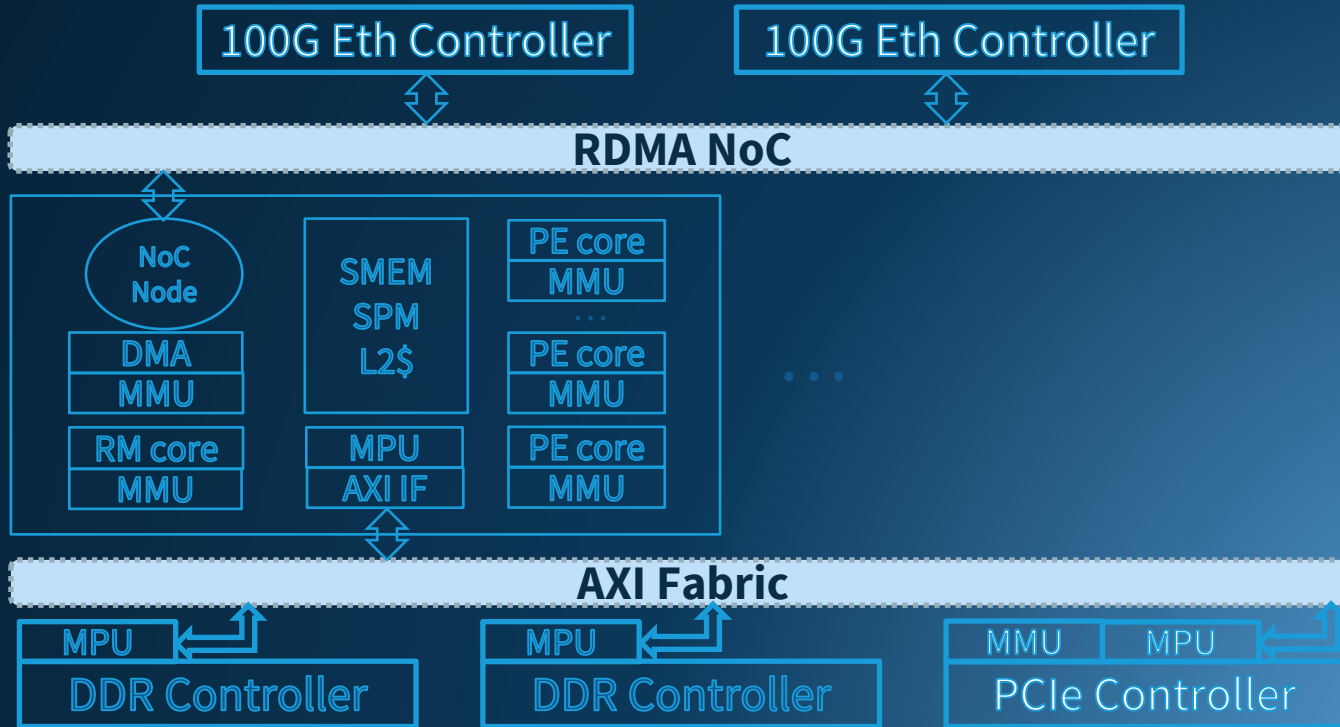 100G Eth Controller
100G Eth Controller
RDMA NoC
NoC
Node
DMA
MMU
RM core
MMU
SMEM
SPM
L2$
MPU
AXI IF
PE core
MMU
...
PE core
MMU
PE core
MMU
...
AXI Fabric
MPU
DDR Controller
MPU
DDR Controller
MMU
MPU
PCIe Controller